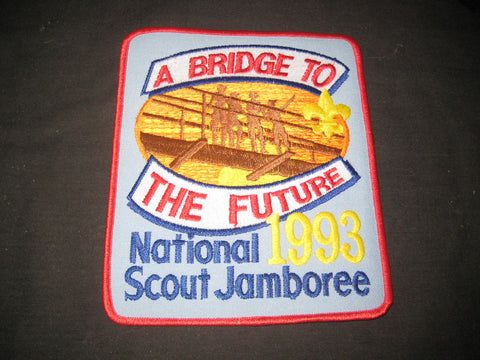 A BRIDGE TO
THE FUTURE
National 1993
Scout Jamboree